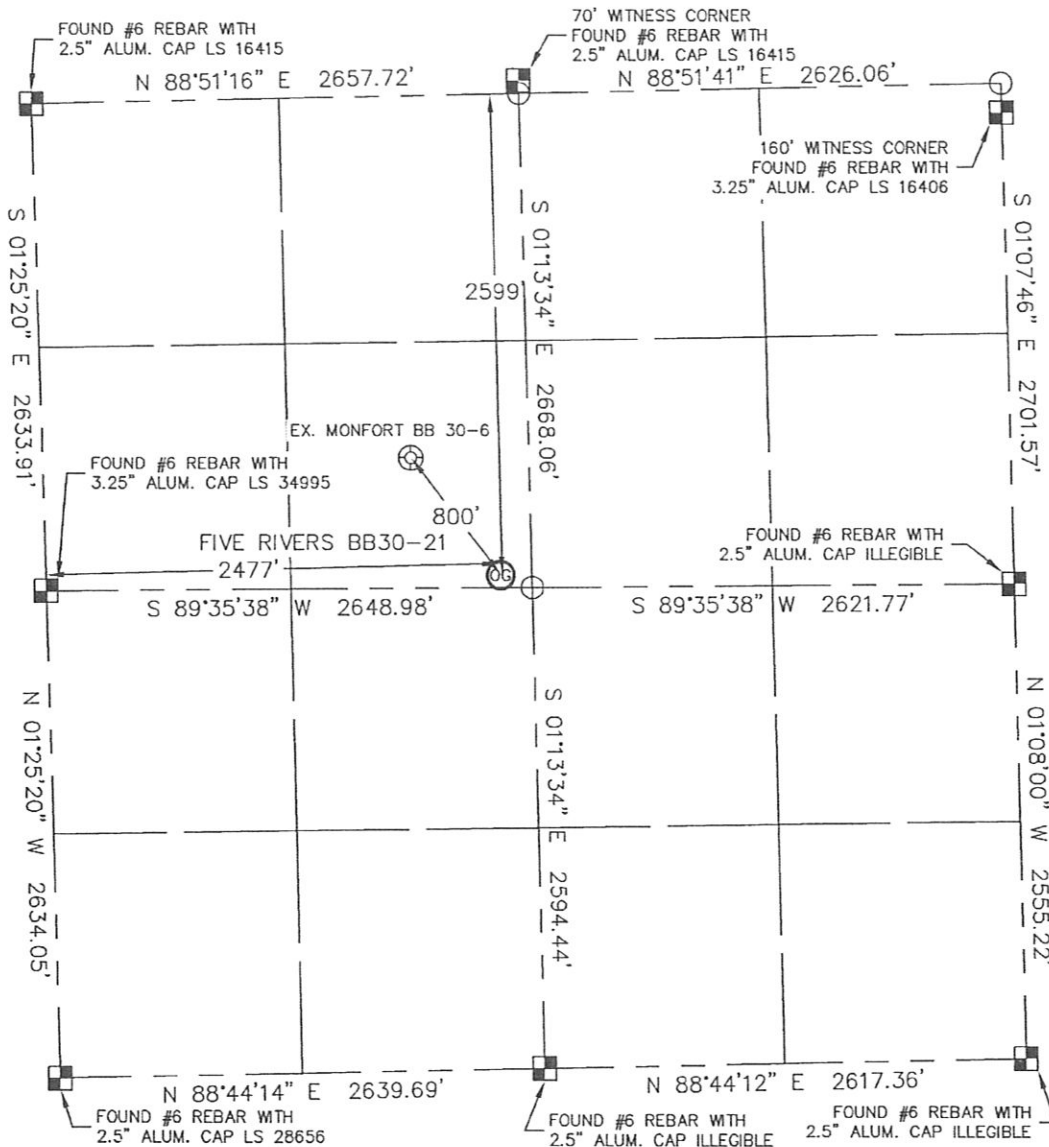 FOUND #6 REBAR WITH
2.5" ALUM. CAP LS 16415
70' WITNESS CORNER
FOUND #6 REBAR WITH
2.5" ALUM. CAP LS 16415
N 88°51'16" E 2657.72'
N 88°51'41" E 2626.06'
160' WITNESS CORNER
FOUND #6 REBAR WITH
3.25" ALUM. CAP LS 16406
S 01°25'20" E 2633.91'
2599'
S 01°13'34" E 2668.06'
S 01°07'46" E 2701.57'
EX. MONFORT BB 30-6
FOUND #6 REBAR WITH
3.25" ALUM. CAP LS 34995
800'
FIVE RIVERS BB30-21
2477'
OG
FOUND #6 REBAR WITH
2.5" ALUM. CAP ILLEGIBLE
S 89°35'38" W 2648.98'
S 89°35'38" W 2621.77'
N 01°25'20" W 2634.05'
S 01°13'34" E 2594.44'
N 01°08'00" W 2555.22'
N 88°44'14" E 2639.69'
N 88°44'12" E 2617.36'
FOUND #6 REBAR WITH
2.5" ALUM. CAP LS 28656
FOUND #6 REBAR WITH
2.5" ALUM. CAP ILLEGIBLE
FOUND #6 REBAR WITH
2.5" ALUM. CAP ILLEGIBLE